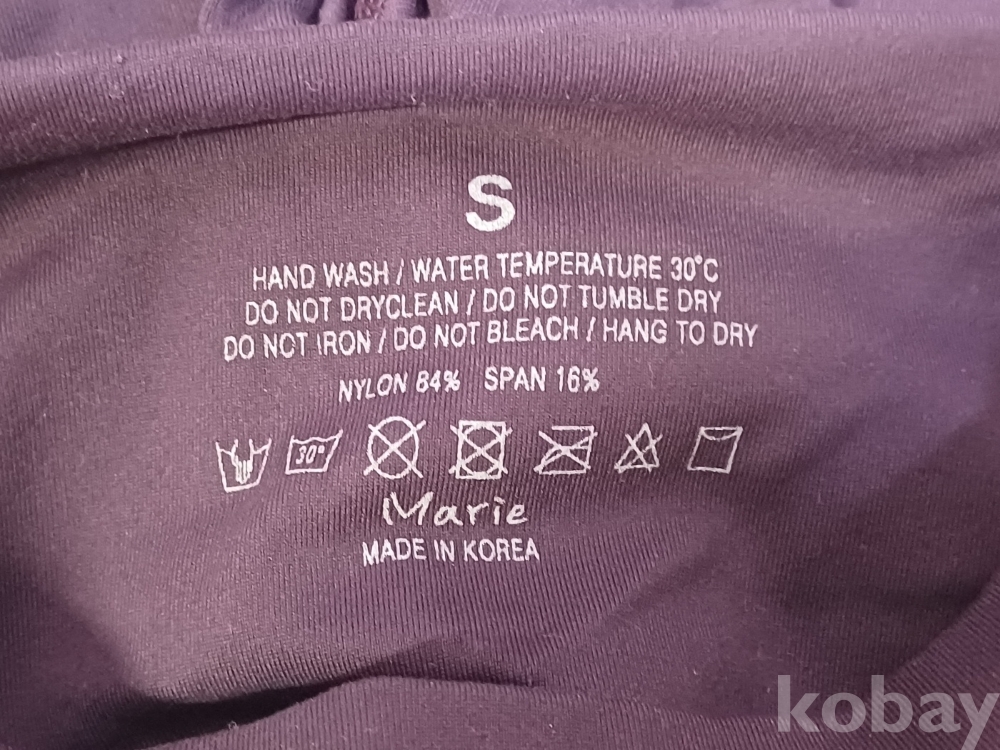 S
HAND WASH / WATER TEMPERATURE 30°C
DO NOT DRYCLEAN / DO NOT TUMBLE DRY
DO NOT IRON / DO NOT BLEACH / HANG TO DRY
NYLON 84% SPAN 16%
30°
Marie
MADE IN KOREA
kobay